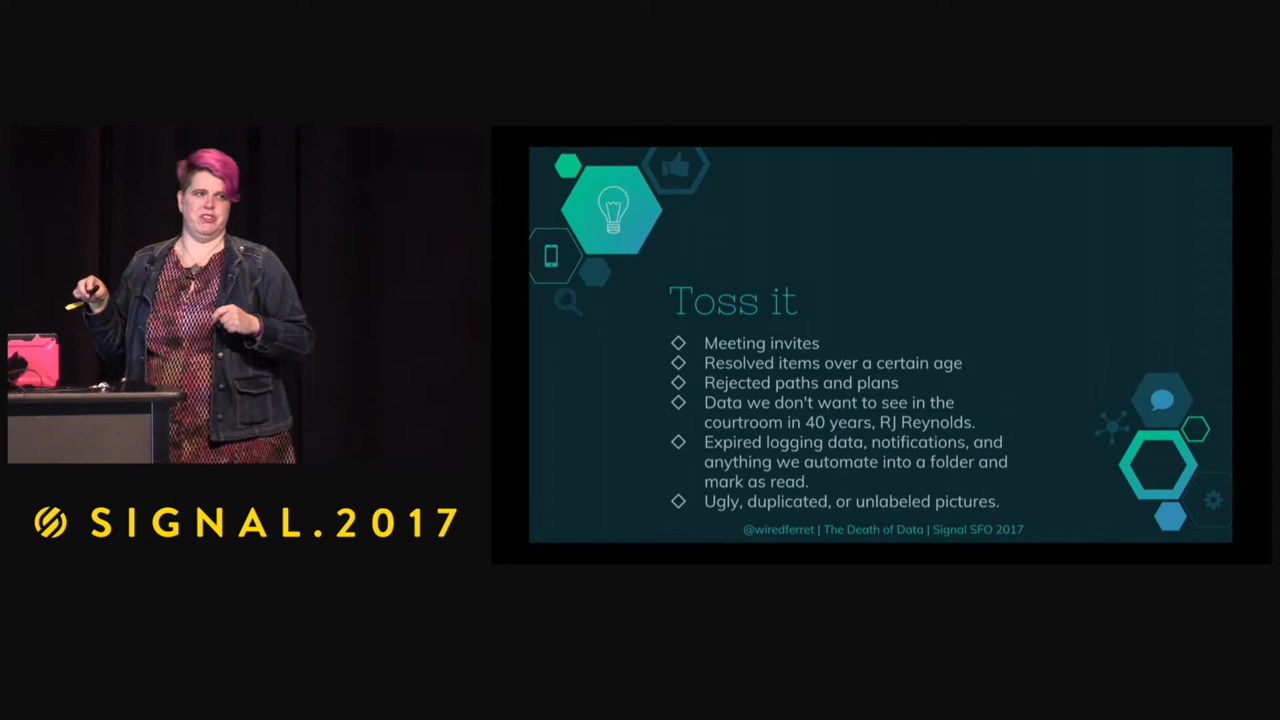 Toss it
Meeting invites
Resolved items over a certain age
Rejected paths and plans
Data we don't want to see in the
courtroom in 40 years, RJ Reynolds.
Expired logging data, notifications, and
anything we automate into a folder and
mark as read.
Ugly, duplicated, or unlabeled pictures.
@wiredferret | The Death of Data | Signal SFO 2017
SIGNAL.2017